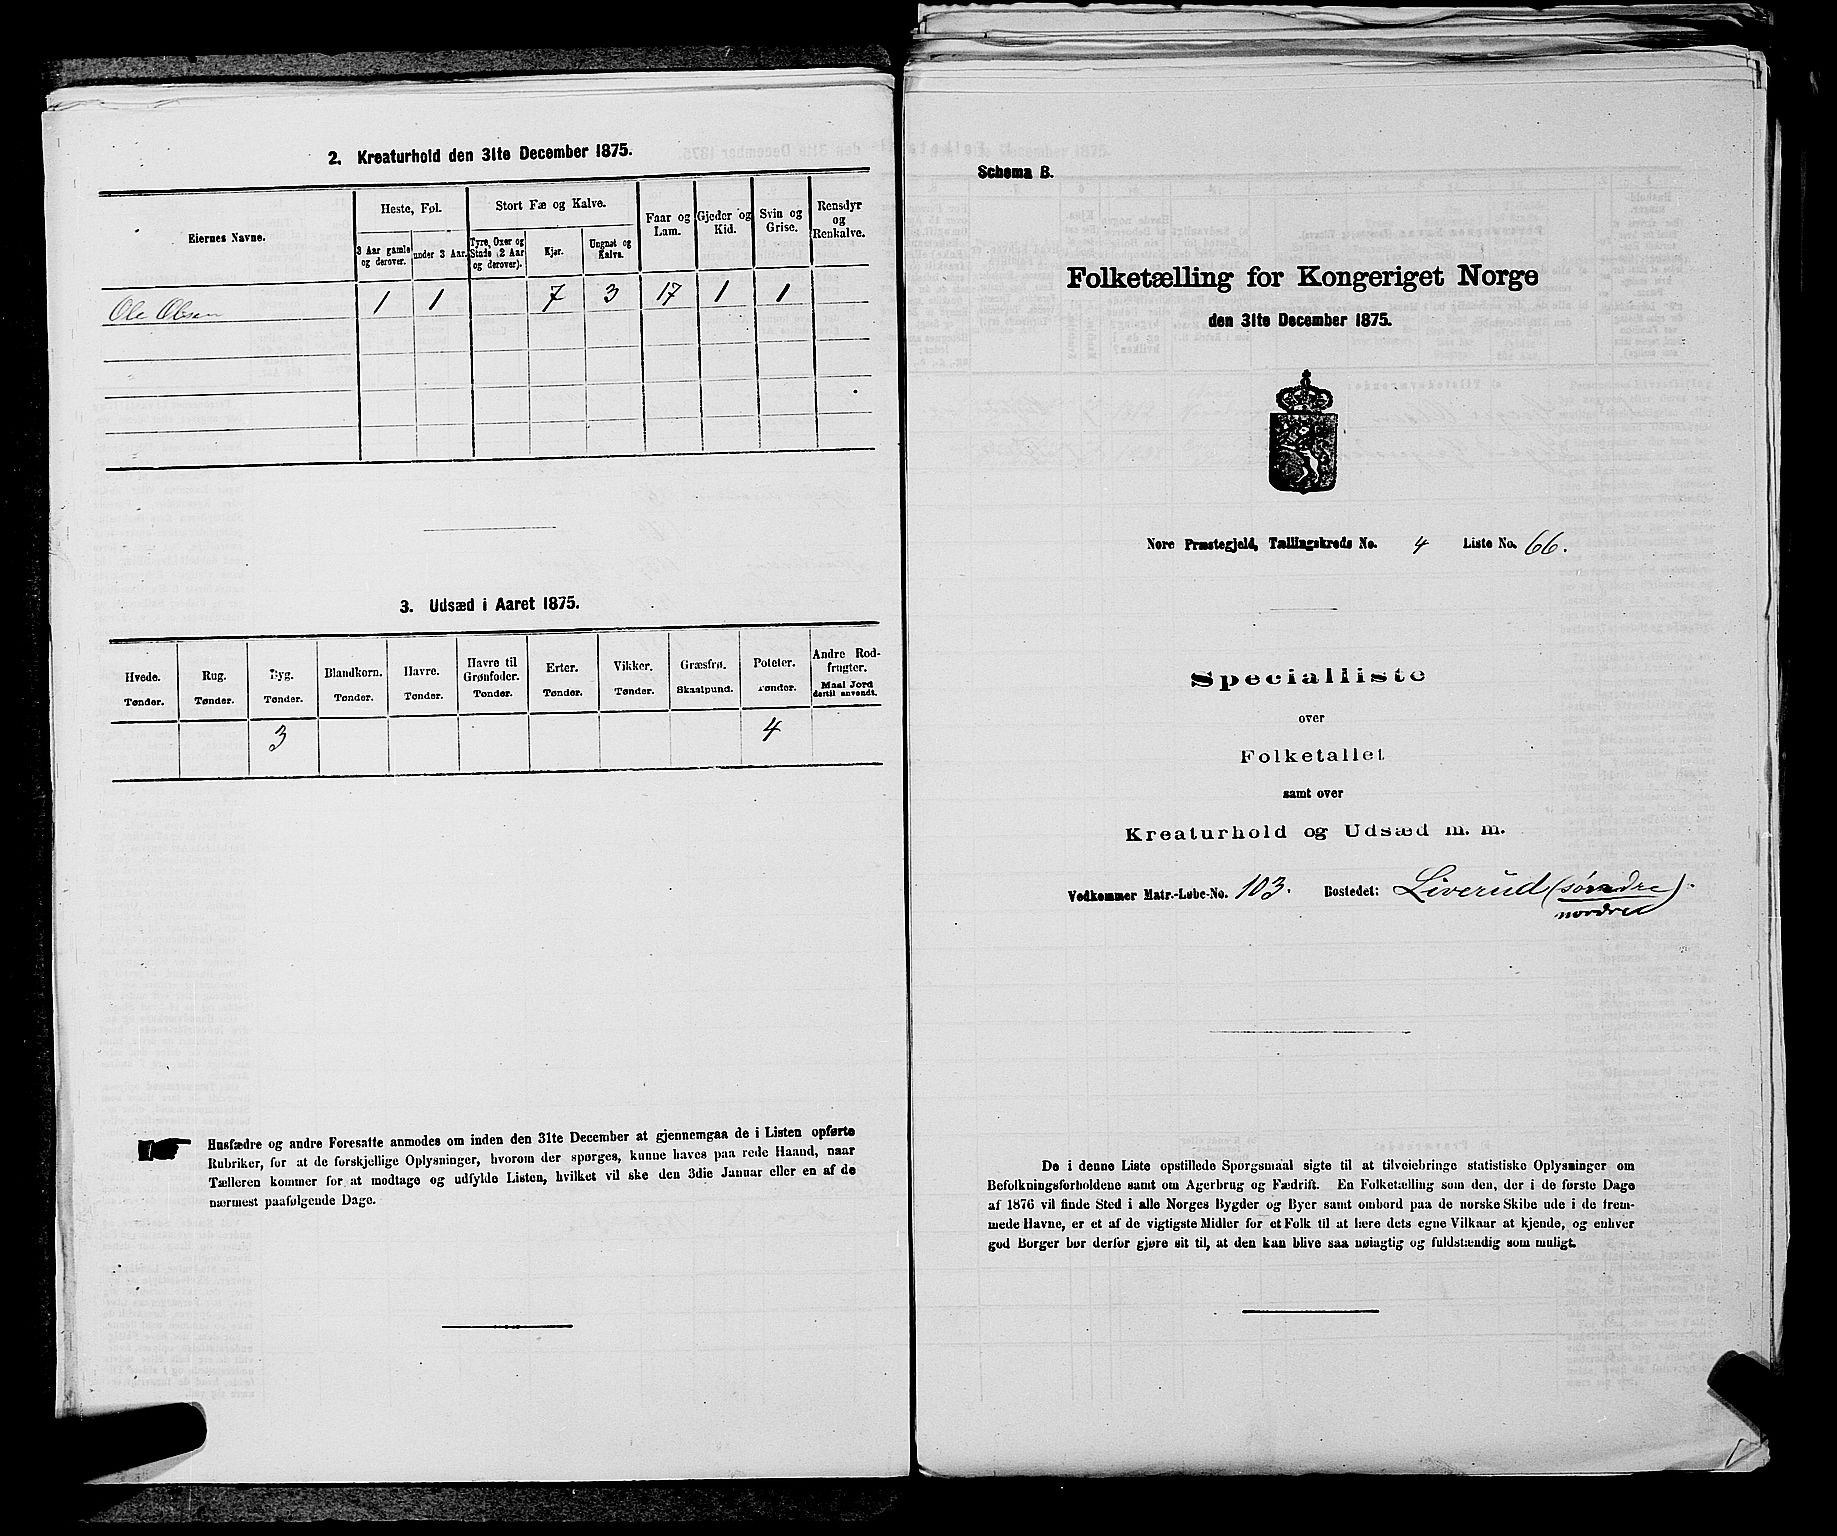 2. Kreaturhold den 31te December 1875.
Eiernes Navne.
Heste, Føl.
3 Aar gamle og derover.
under 3 Aar.
Stort Fæ og Kalve.
Tyre, Oxer og Stude (2 Aar og derover).
Kjør.
Ungnøt og Kalve.
Faar og Lam.
Gjeder og Kid.
Svin og Grise.
Rensdyr og Renkalve.
Ole Olsen 1 1 7 3 17 1 1
3. Udsæd i Aaret 1875.
Hvede. Rug. Byg. Blandkorn. Havre. Havre til Grønfoder. Erter. Vikker. Græsfrø. Poteter. Andre Rodfrugter.
Tønder. Tønder. Tønder. Tønder. Tønder. Tønder. Tønder. Tønder. Skaalpund. Tønder. Maal Jord dertil anvendt.
3 4
Husfædre og andre Foresatte anmodes om inden den 31te December at gjennemgaa de i Listen opførte
Rubriker, for at de forskjellige Oplysninger, hvorom der spørges, kunne haves paa rede Haand, naar
Tælleren kommer for at modtage og udfylde Listen, hvilket vil ske den 3die Januar eller en af de
nærmest paafølgende Dage.
Schema B.
Folketælling for Kongeriget Norge
den 31te December 1875.
Nore Præstegjeld, Tællingskreds No. 4 Liste No. 66.
Specialliste
over
Folketallet
samt over
Kreaturhold og Udsæd m. m.
Vedkommer Matr.-Løbe-No. 103. Bostedet: Liverud (søndre).
nordre
De i denne Liste opstillede Spørgsmaal sigte til at tilveiebringe statistiske Oplysninger om
Befolkningsforholdene samt om Agerbrug og Fædrift. En Folketælling som den, der i de første Dage
af 1876 vil finde Sted i alle Norges Bygder og Byer samt ombord paa de norske Skibe ude i de frem-
mede Havne, er et af de vigtigste Midler for et Folk til at lære dets egne Vilkaar at kjende, og enhver
god Borger bør derfor gjøre sit til, at den kan blive saa nøiagtig og fuldstændig som muligt.